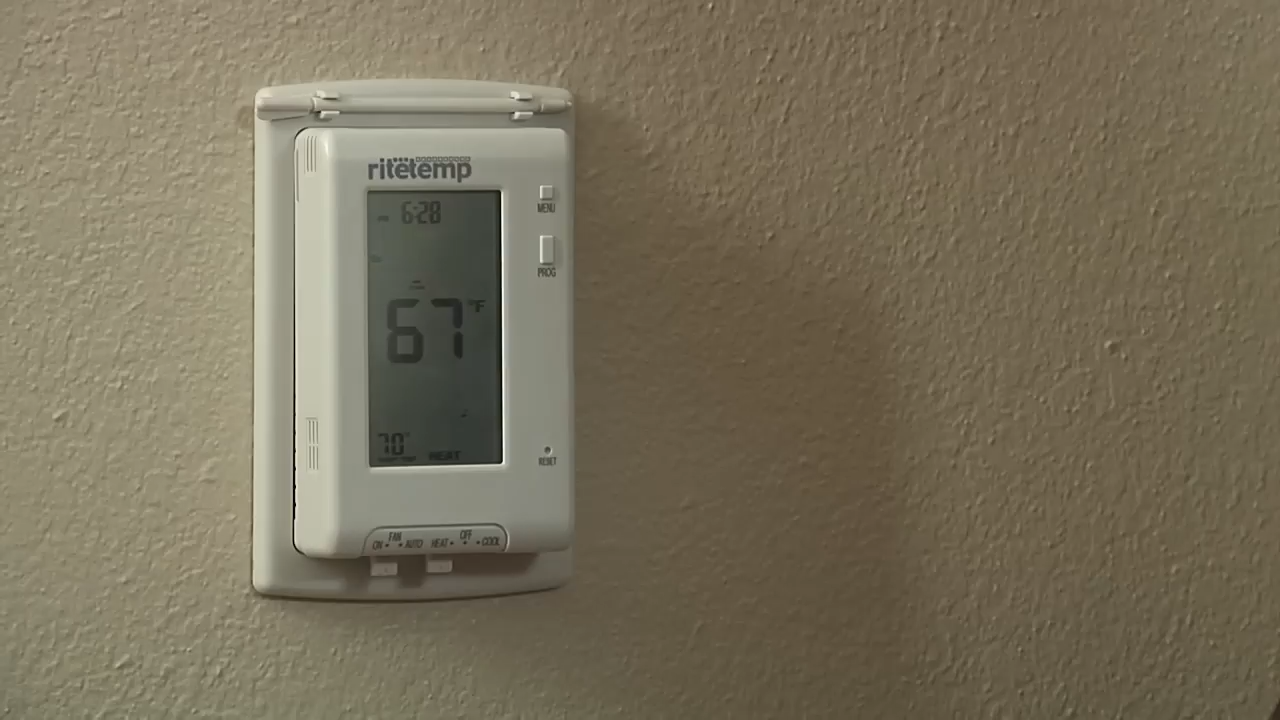 ritetemp
6:28
MENU
PROG
67°F
70°
HEAT
RESET
FAN OFF
ON • • AUTO HEAT • • • COOL